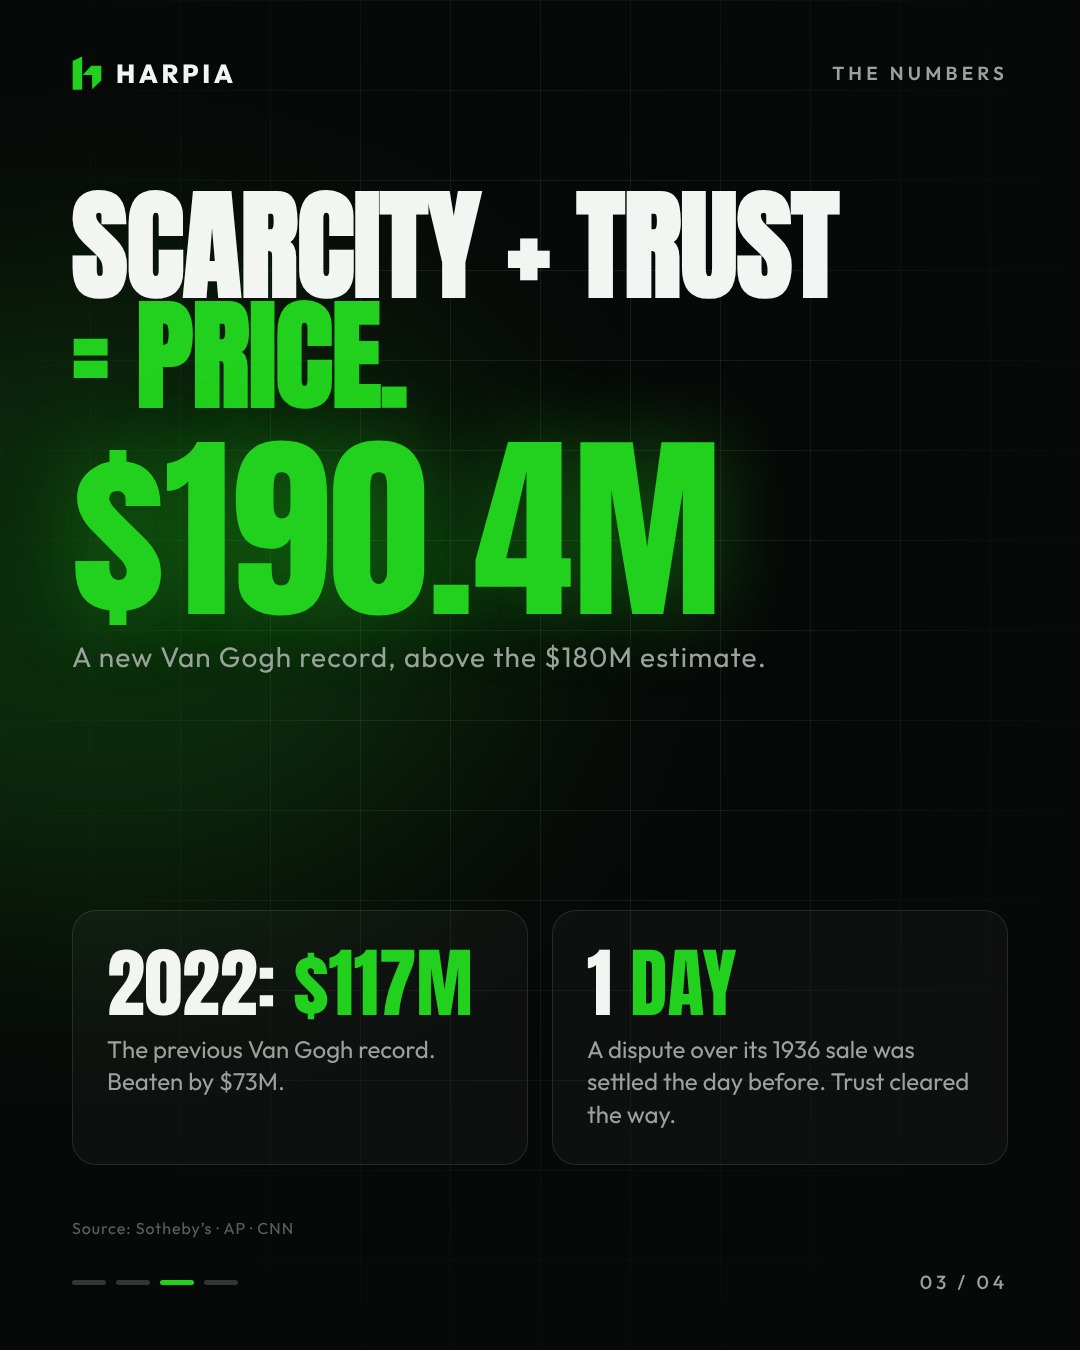 HARPIA
THE NUMBERS
SCARCITY + TRUST
= PRICE.
$190.4M
A new Van Gogh record, above the $180M estimate.
2022: $117M
The previous Van Gogh record.
Beaten by $73M.
1 DAY
A dispute over its 1936 sale was
settled the day before. Trust cleared
the way.
Source: Sotheby’s · AP · CNN
03 / 04